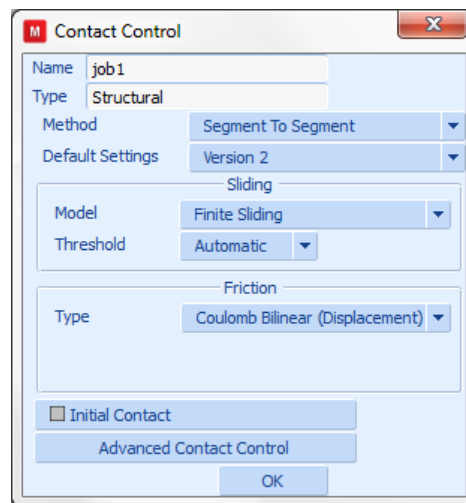 M Contact Control
Name job1
Type Structural
Method Segment To Segment
Default Settings Version 2
Sliding
Model Finite Sliding
Threshold Automatic
Friction
Type Coulomb Bilinear (Displacement)
Initial Contact
Advanced Contact Control
OK